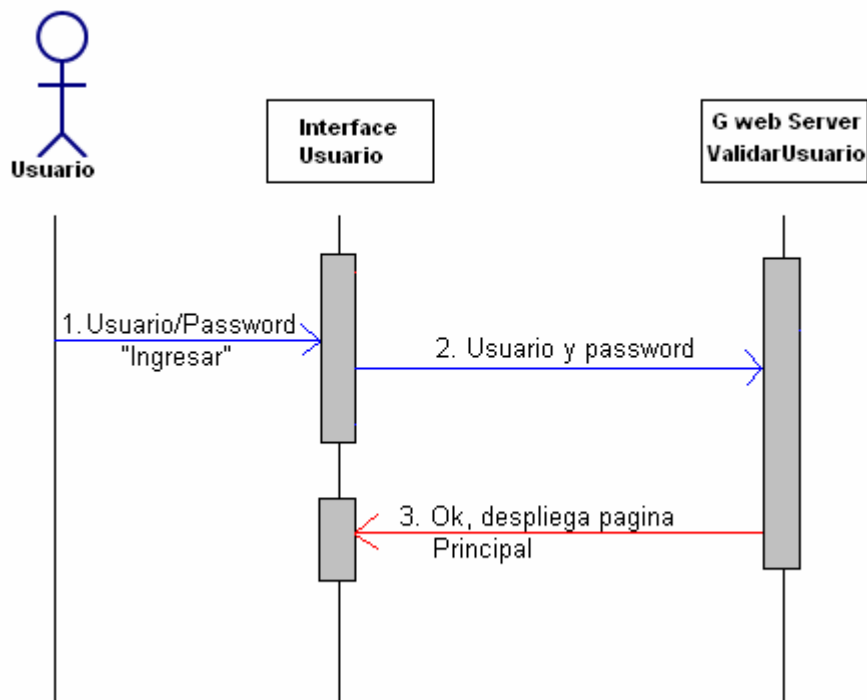 Usuario
Interface
Usuario
G web Server
ValidarUsuario
1. Usuario/Password
"Ingresar"
2. Usuario y password
3. Ok, despliega pagina
Principal